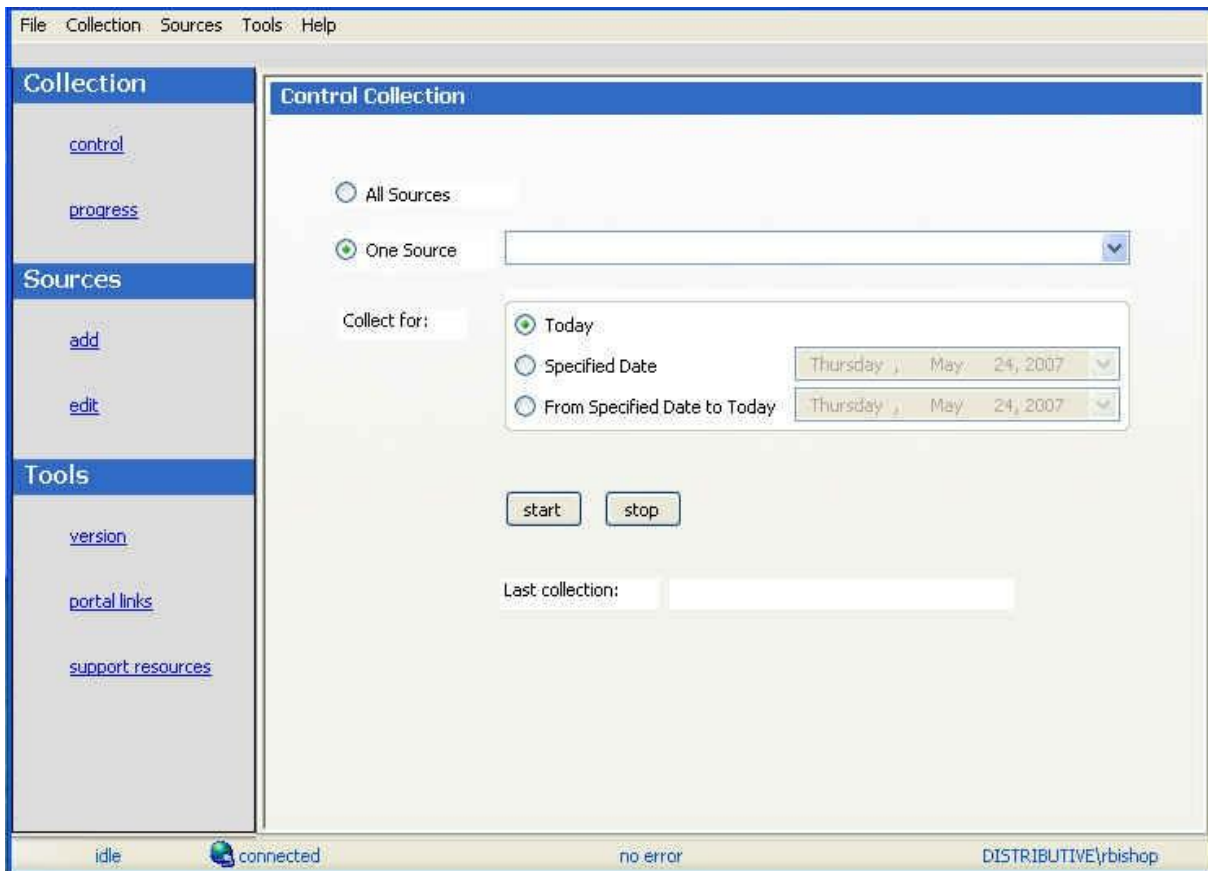 File Collection Sources Tools Help
Collection
control
progress
Sources
add
edit
Tools
version
portal links
support resources
Control Collection
All Sources
One Source
Collect for:
Today
Specified Date Thursday , May 24, 2007
From Specified Date to Today Thursday , May 24, 2007
start stop
Last collection:
idle connected no error DISTRIBUTIVE\rbishop